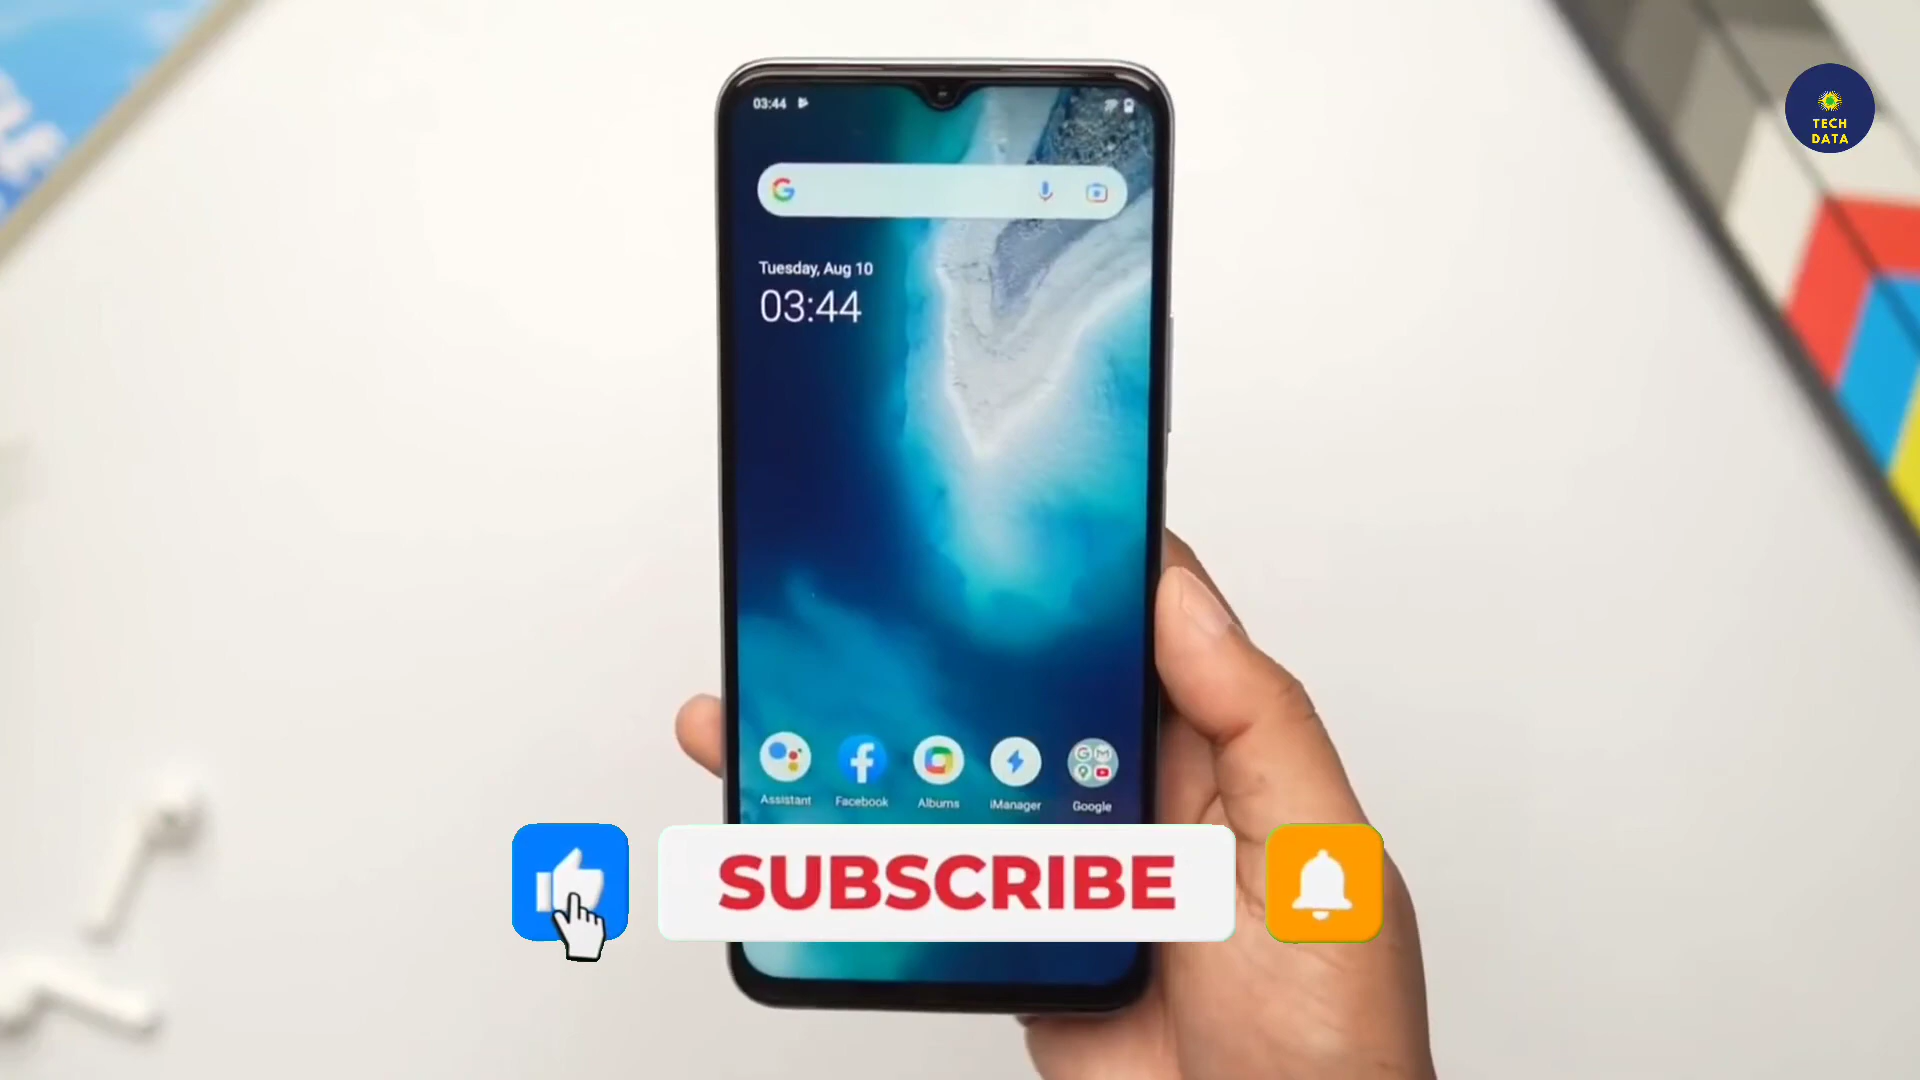 03:44
TECH
DATA
Tuesday, Aug 10
03:44
Assistant
Facebook
Albums
iManager
Google
SUBSCRIBE